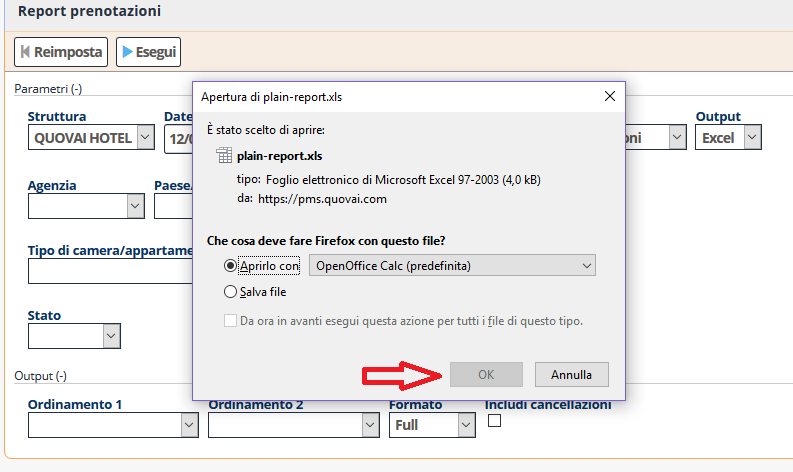 Report prenotazioni
Reimposta Esegui
Parametri (-)
Struttura Date Output
QUOVAI HOTEL 12/0 oni Excel
Agenzia Paese/
Tipo di camera/appartame
Stato
Apertura di plain-report.xls
È stato scelto di aprire:
plain-report.xls
tipo: Foglio elettronico di Microsoft Excel 97-2003 (4,0 kB)
da: https://pms.quovai.com
Che cosa deve fare Firefox con questo file?
Aprirlo con OpenOffice Calc (predefinita)
Salva file
Da ora in avanti esegui questa azione per tutti i file di questo tipo.
OK Annulla
Output (-)
Ordinamento 1 Ordinamento 2 Formato Includi cancellazioni
Full